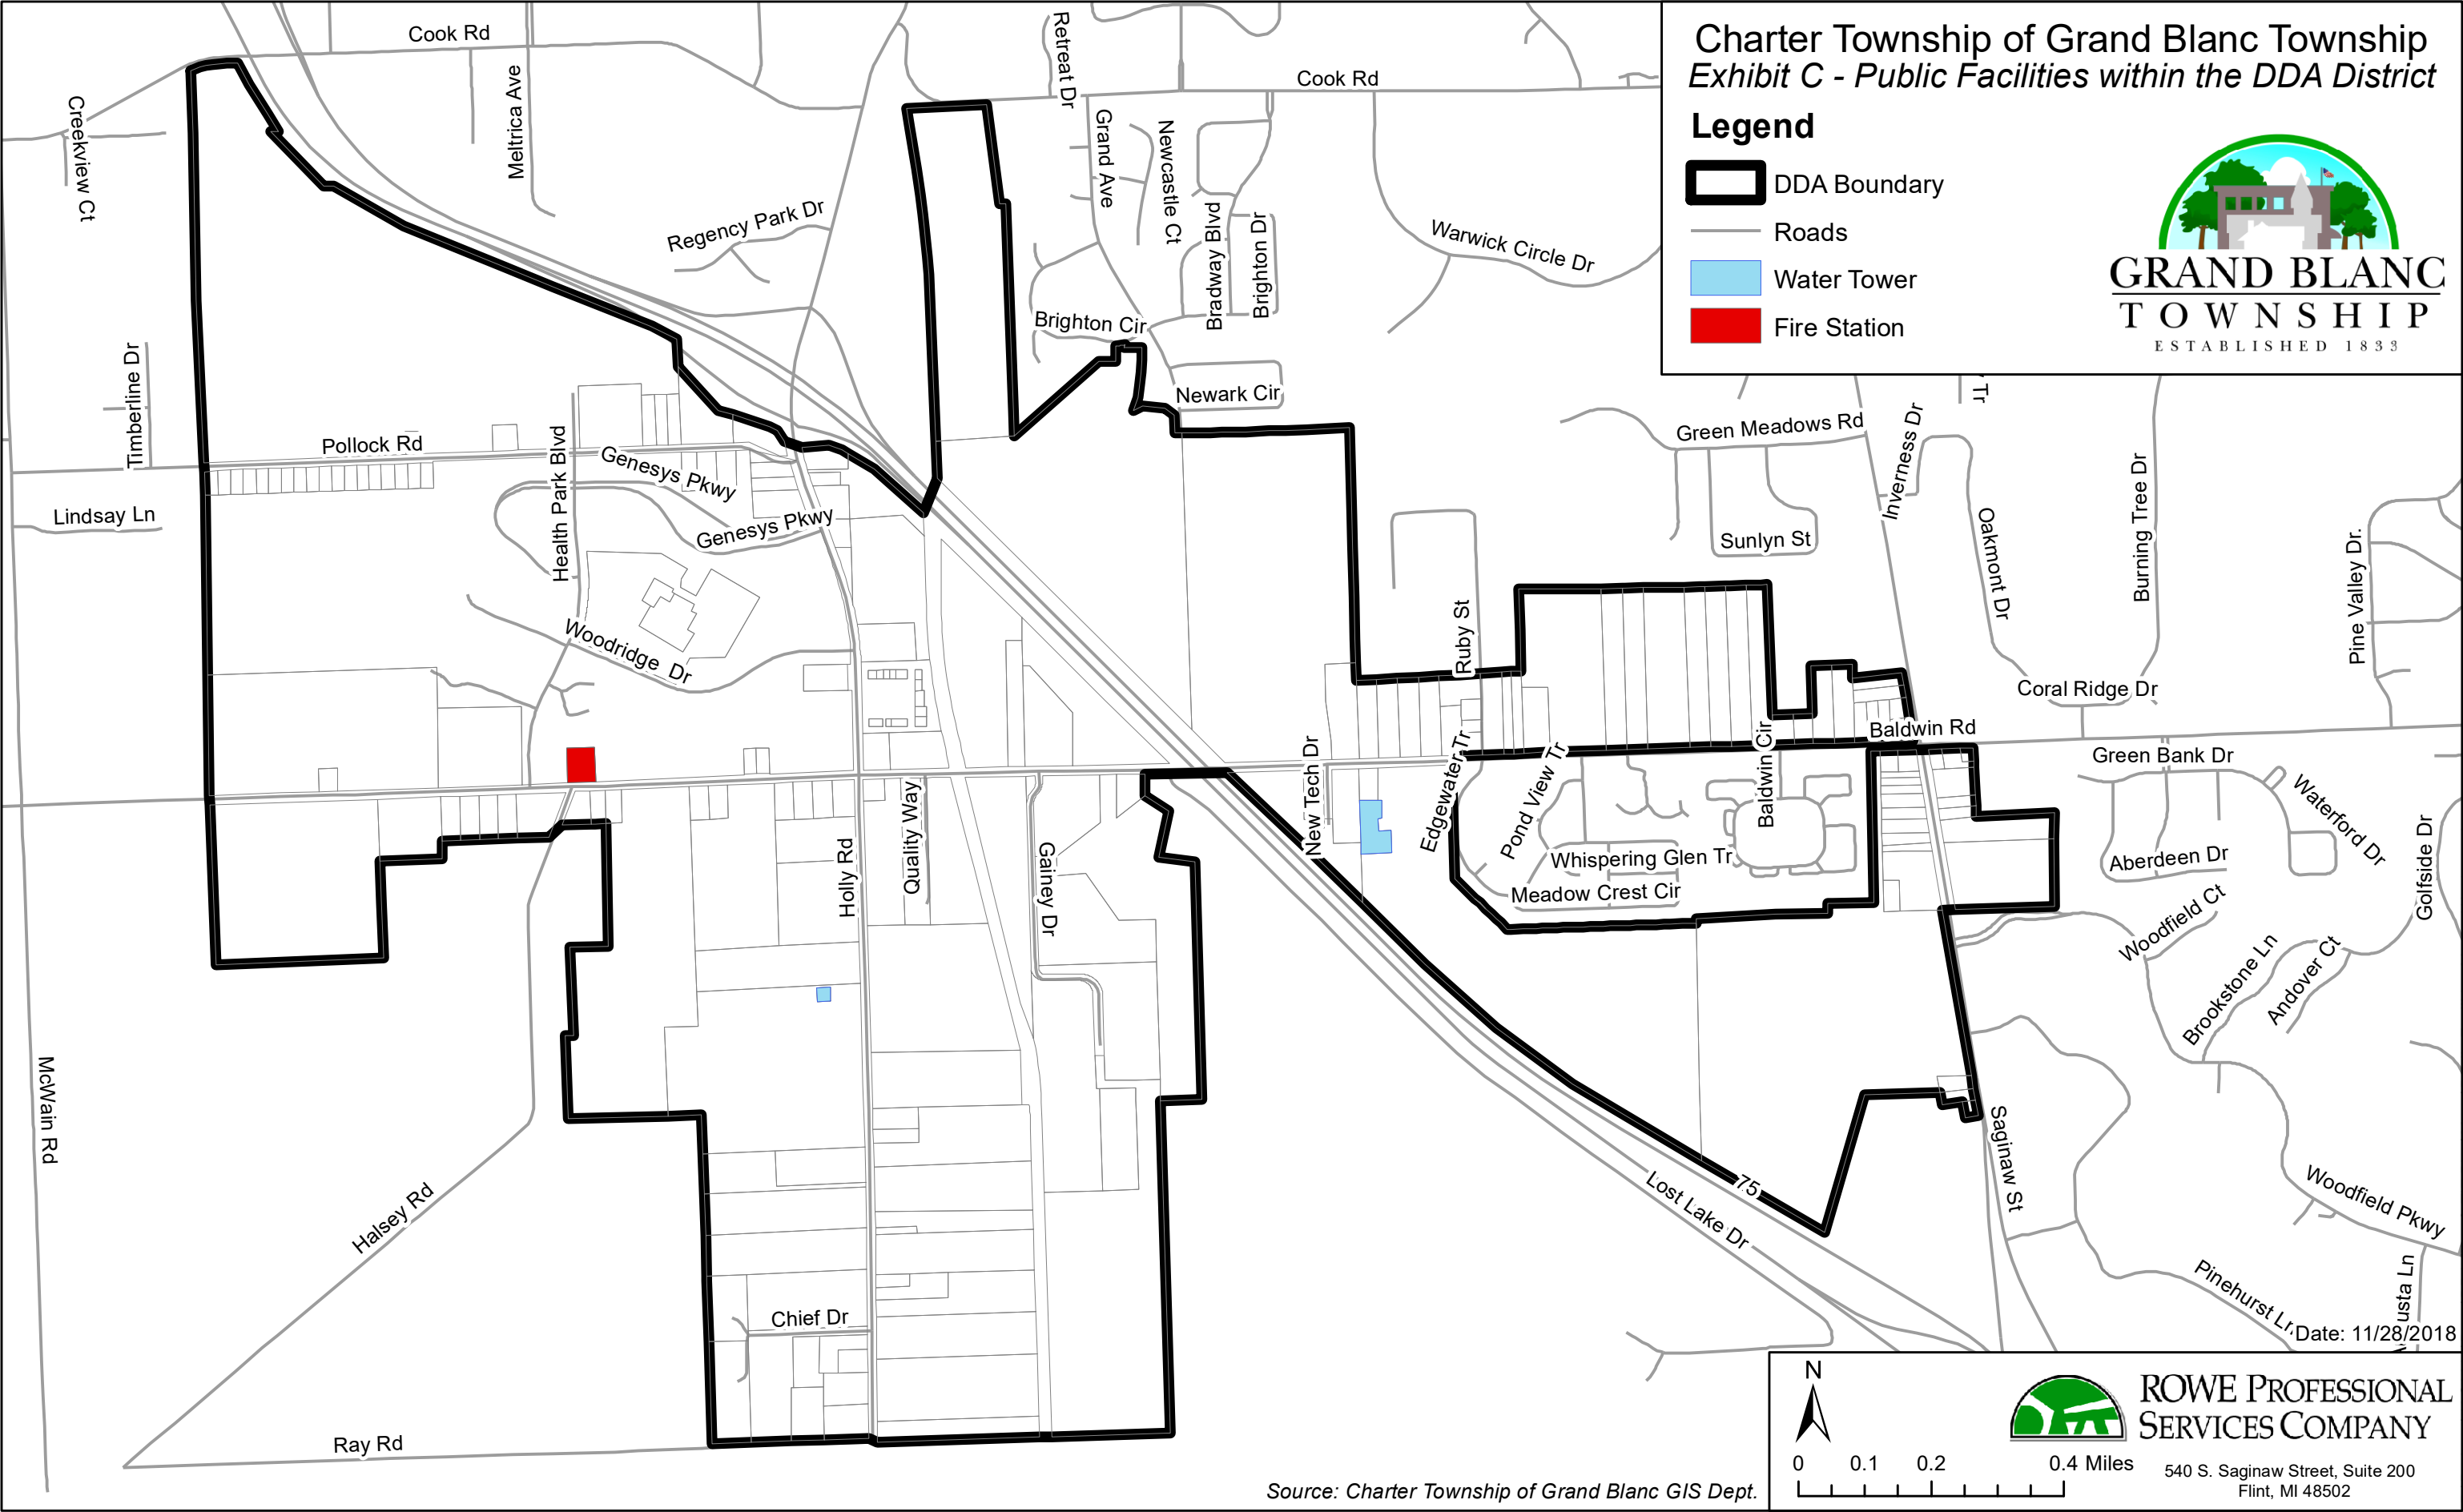 Charter Township of Grand Blanc Township
Exhibit C - Public Facilities within the DDA District
Legend
DDA Boundary
Roads
Water Tower
Fire Station
GRAND BLANC
TOWNSHIP
ESTABLISHED 1833
Cook Rd
Retreat Dr
Cook Rd
Meltrica Ave
Creekview Ct
Grand Ave
Newcastle Ct
Regency Park Dr
Bradway Blvd
Brighton Dr
Warwick Circle Dr
Brighton Cir
Newark Cir
Timberline Dr
Pollock Rd
Health Park Blvd
Genesys Pkwy
Genesys Pkwy
Lindsay Ln
Green Meadows Rd
Inverness Dr
Tr
Sunlyn St
Oakmont Dr
Burning Tree Dr
Pine Valley Dr.
Woodridge Dr
Ruby St
Coral Ridge Dr
Baldwin Rd
Green Bank Dr
New Tech Dr
Edgewater Tr
Pond View Tr
Baldwin Cir
Waterford Dr
Whispering Glen Tr
Meadow Crest Cir
Aberdeen Dr
Golfside Dr
Holly Rd
Quality Way
Gainey Dr
Woodfield Ct
Brookstone Ln
Andover Ct
McWain Rd
Halsey Rd
75
Lost Lake Dr
Saginaw St
Woodfield Pkwy
Pinehurst Ln
usta Ln
Chief Dr
Ray Rd
Date: 11/28/2018
N
0 0.1 0.2 0.4 Miles
ROWE PROFESSIONAL
SERVICES COMPANY
540 S. Saginaw Street, Suite 200
Flint, MI 48502
Source: Charter Township of Grand Blanc GIS Dept.